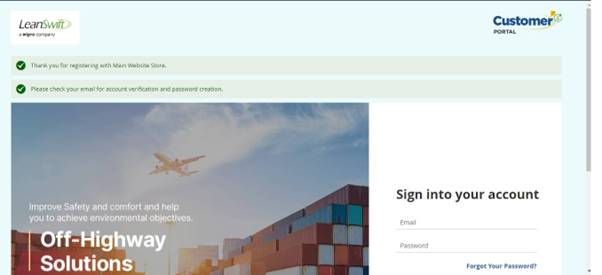 LeanSwift
a wipro company
Customer
PORTAL
Thank you for registering with Main Website Store.
Please check your email for account verification and password creation.
Improve Safety and comfort and help
you to achieve environmental objectives.
Off-Highway
Solutions
Sign into your account
Email
Password
Forgot Your Password?